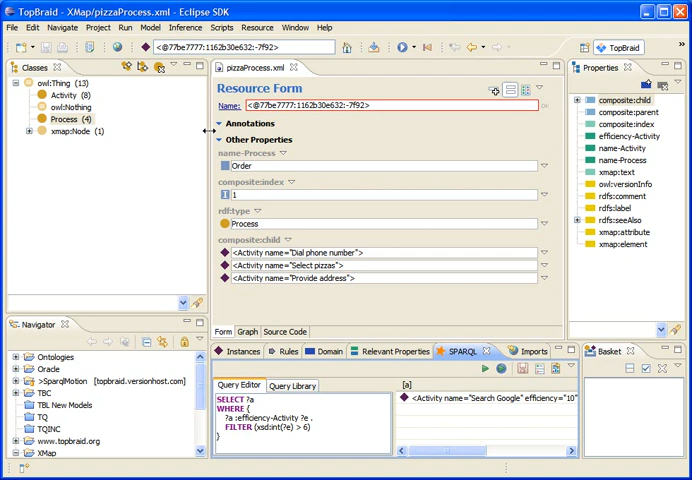 TopBraid - XMap/pizzaProcess.xml - Eclipse SDK
File Edit Navigate Project Run Model Inference Scripts Resource Window Help
<@77be7777:1162b30e632:-7f92>
TopBraid
Classes
owl:Thing (13)
Activity (8)
owl:Nothing
Process (4)
xmap:Node (1)
pizzaProcess.xml
Resource Form
Name: <@77be7777:1162b30e632:-7f92>
Annotations
Other Properties
name-Process
Order
composite:index
1
rdf:type
Process
composite:child
<Activity name="Dial phone number">
<Activity name="Select pizzas">
<Activity name="Provide address">
Form Graph Source Code
Properties
composite:child
composite:parent
composite:index
efficiency-Activity
name-Activity
name-Process
xmap:text
owl:versionInfo
rdfs:comment
rdfs:label
rdfs:seeAlso
xmap:attribute
xmap:element
Navigator
Ontologies
Oracle
>SparqlMotion [topbraid.versionhost.com]
TBC
TBL New Models
TQ
TQINC
www.topbraid.org
XMap
Instances Rules Domain Relevant Properties SPARQL Imports
Query Editor Query Library
SELECT ?a
WHERE {
?a :efficiency-Activity ?e .
FILTER (xsd:int(?e) > 6)
}
[a]
<Activity name="Search Google" efficiency="10"
Basket